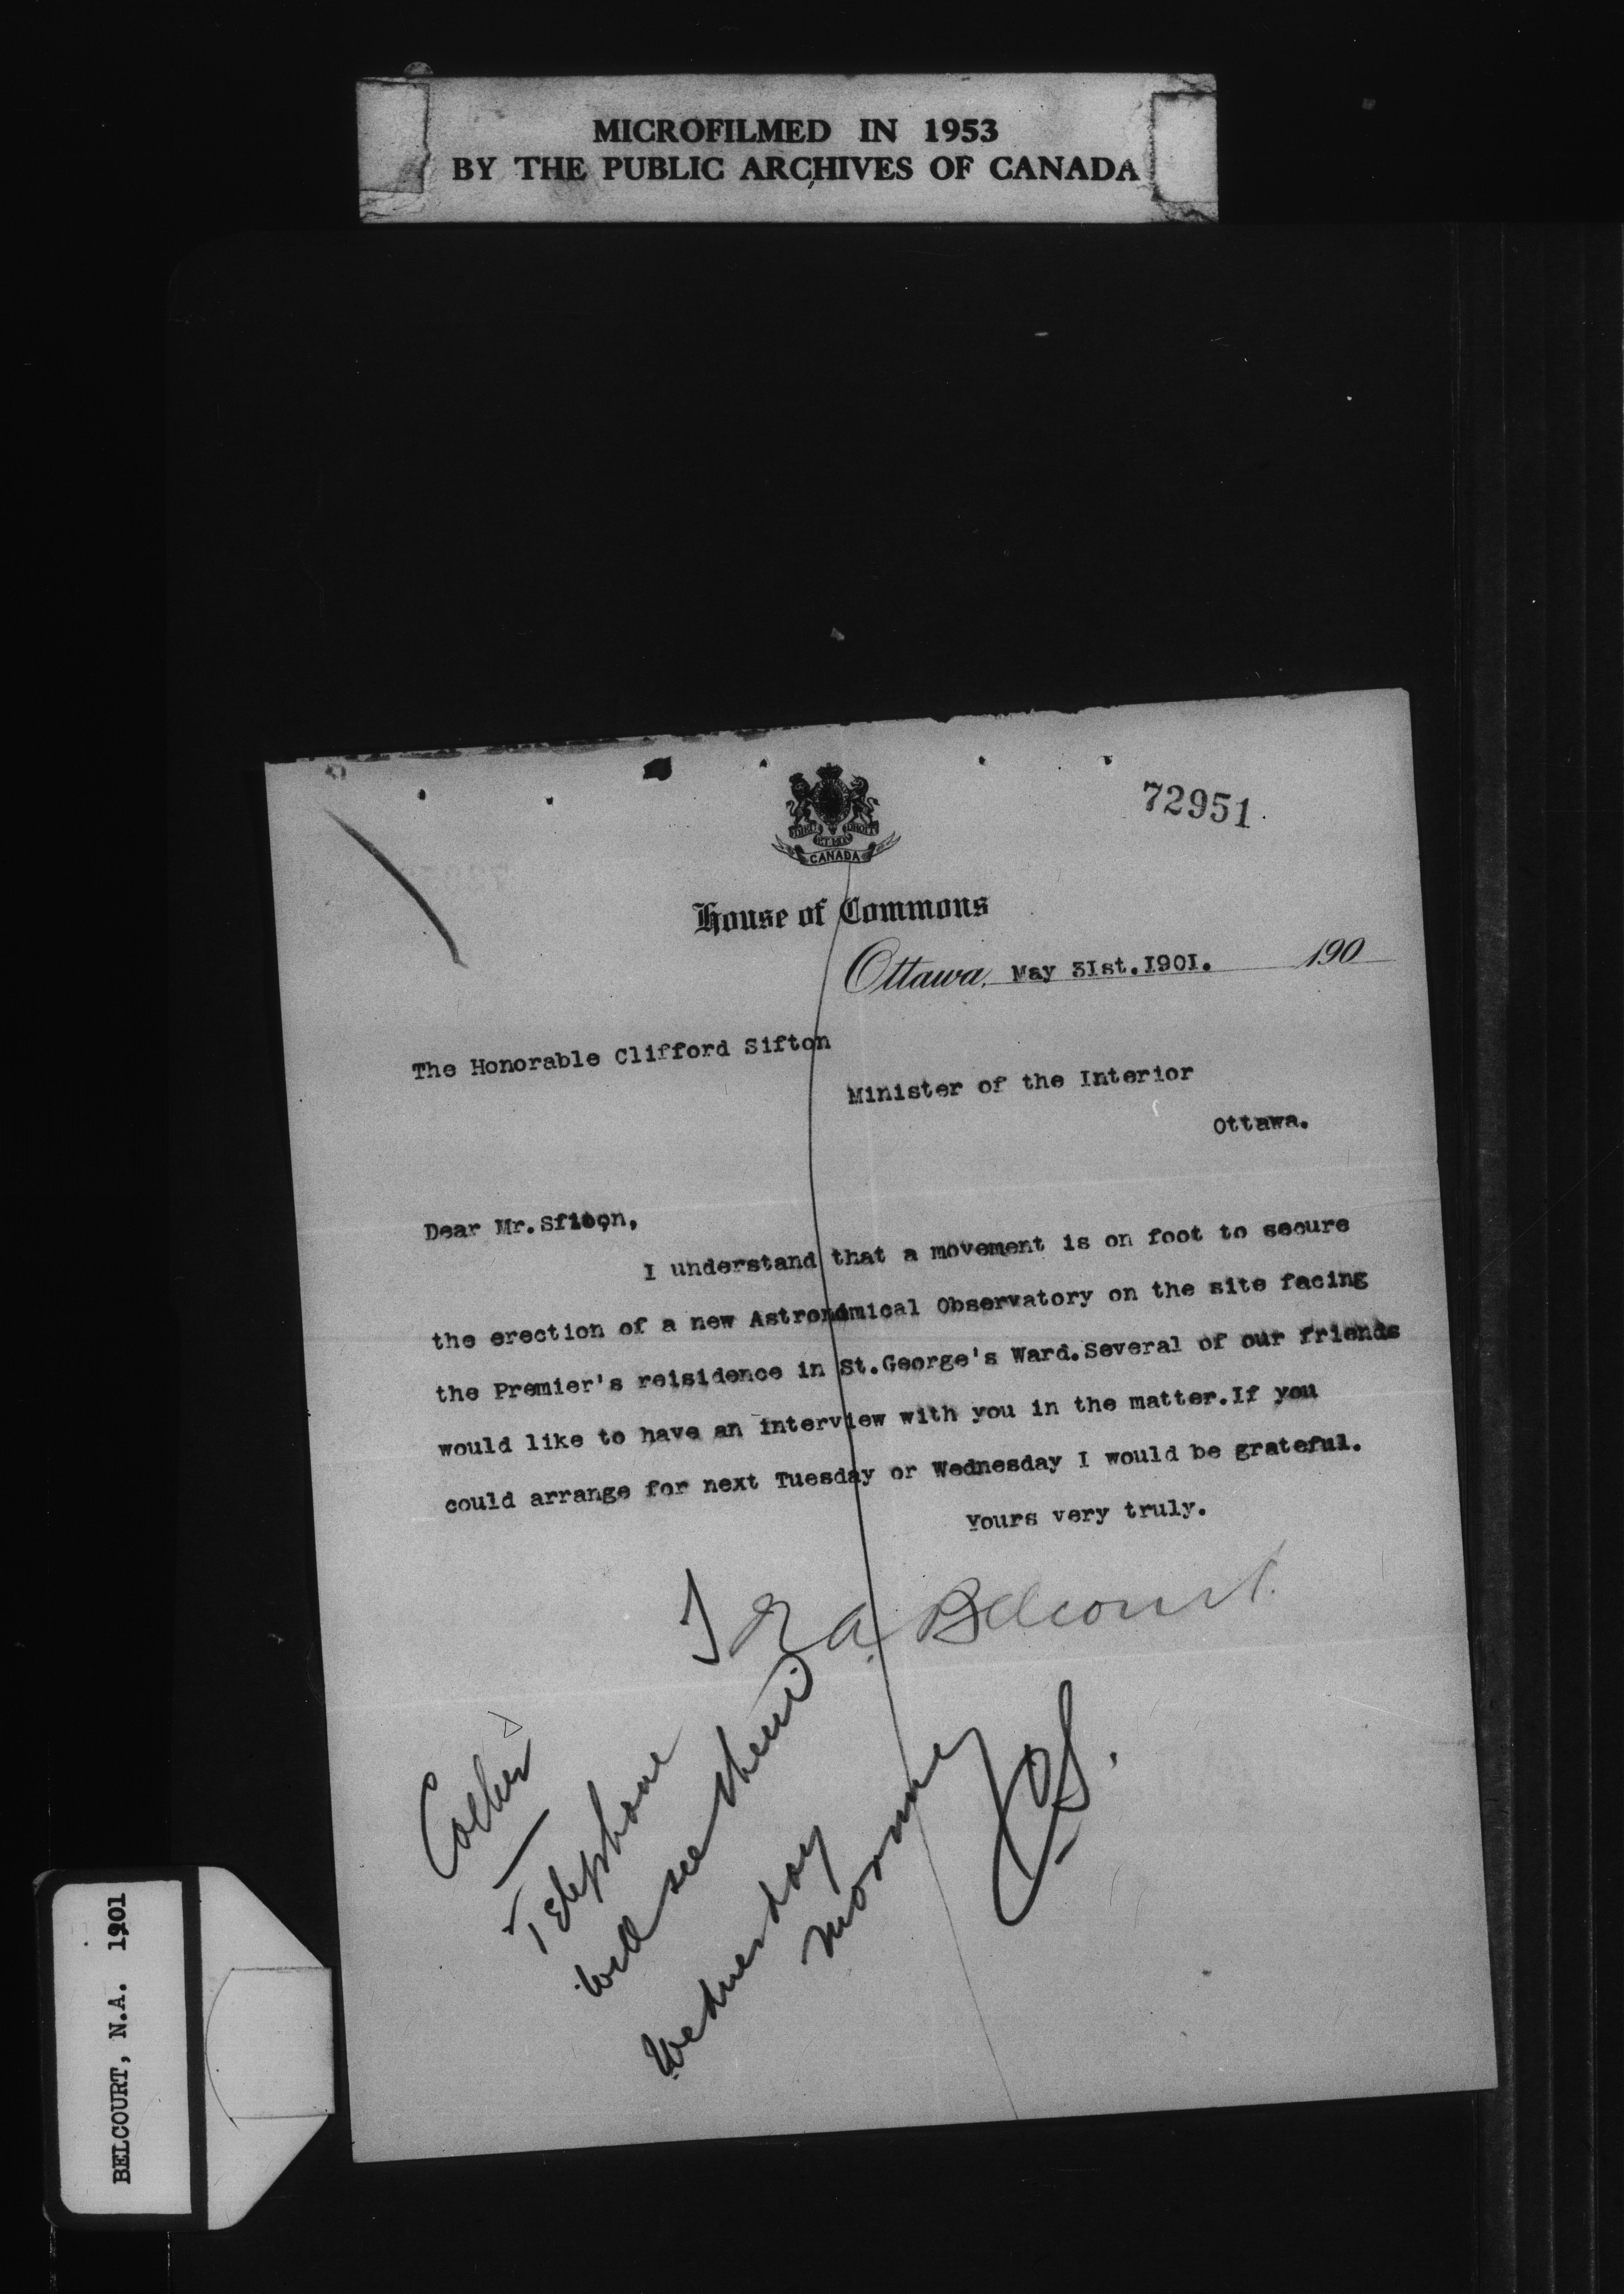 MICROFILMED IN 1953
BY THE PUBLIC ARCHIVES OF CANADA
72951
CANADA
House of Commons
Ottawa, May 31st.1901. 190
The Honorable Clifford Sifton
Minister of the Interior
Ottawa.
Dear Mr.Sfiton,
I understand that a movement is on foot to secure
the erection of a new Astronomical Observatory on the site facing
the Premier's reisidence in St.George's Ward.Several of our friends
would like to have an interview with you in the matter.If you
could arrange for next Tuesday or Wednesday I would be grateful.
Yours very truly.
N A. Belcourt
Telephone
will see them
Wednesday
morning
CS.
BELCOURT, N.A. 1901